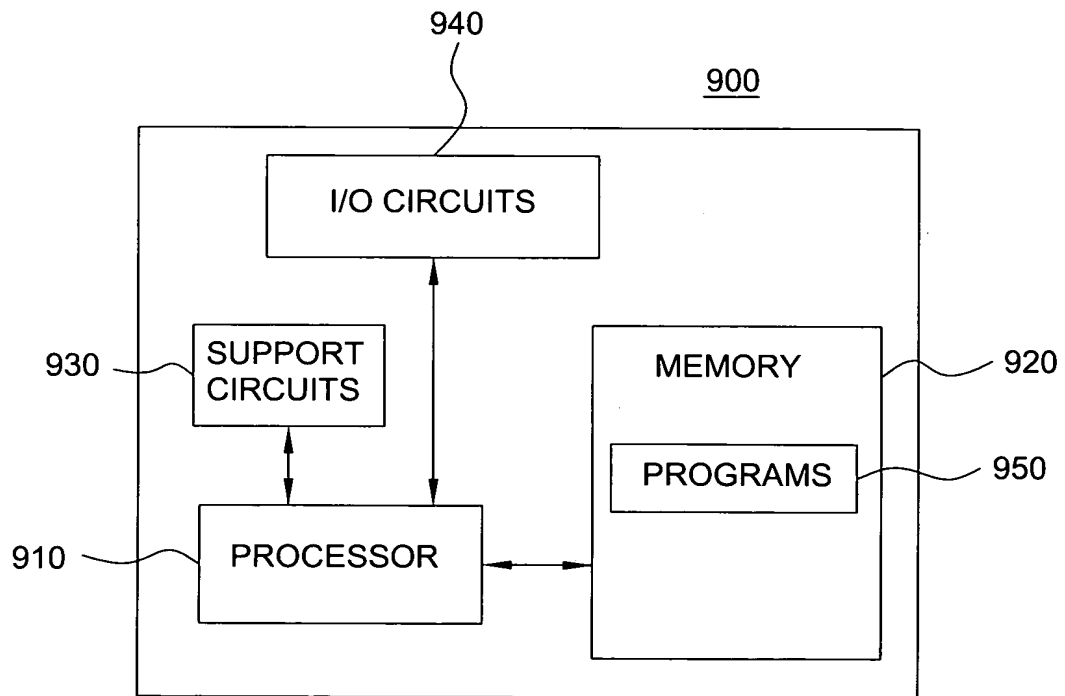 940
900
I/O CIRCUITS
930
SUPPORT
CIRCUITS
MEMORY
920
PROGRAMS
950
910
PROCESSOR